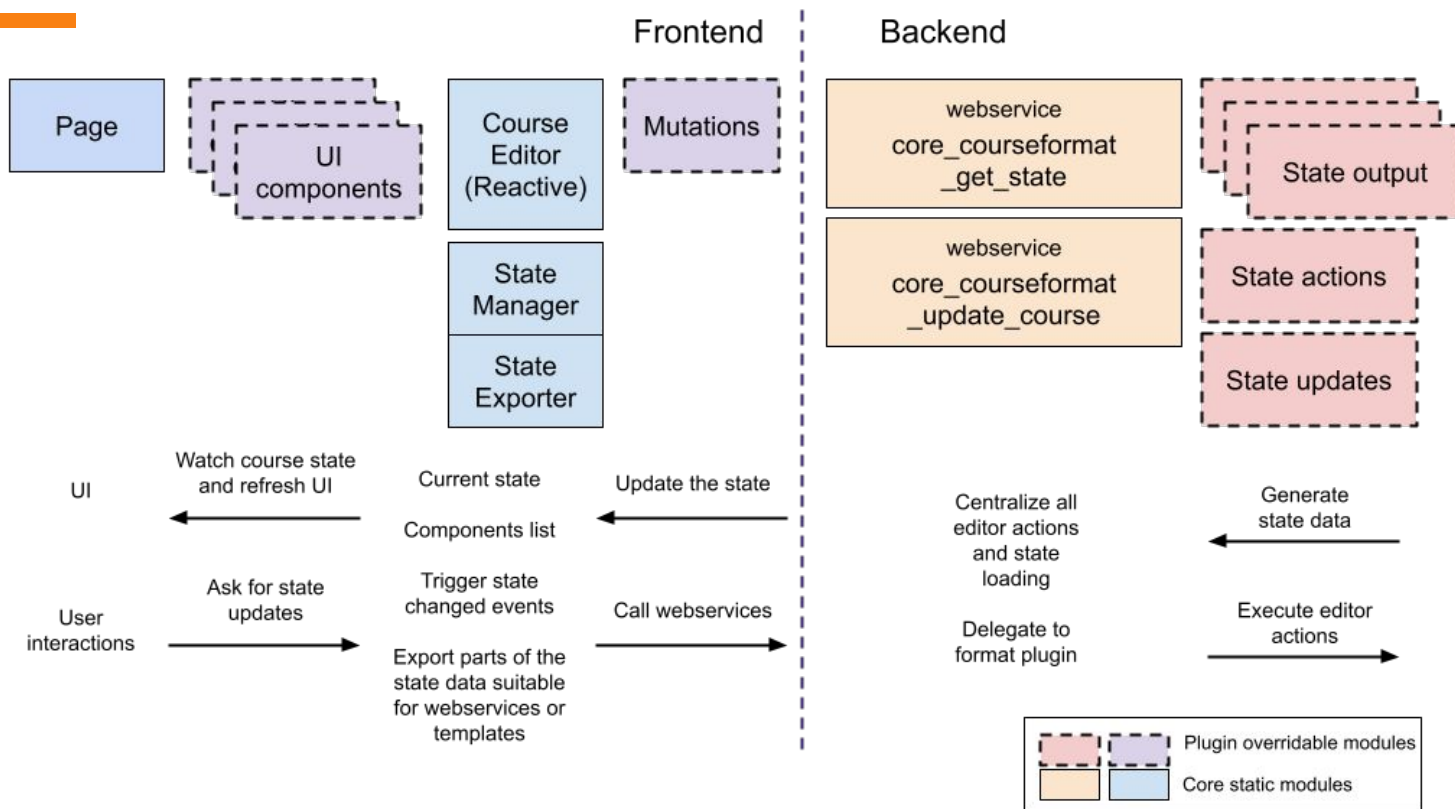 Frontend
Backend
Page
UI
components
Course
Editor
(Reactive)
State
Manager
State
Exporter
Mutations
webservice
core_courseformat
_get_state
webservice
core_courseformat
_update_course
State output
State actions
State updates
UI
Watch course state
and refresh UI
Current state
Components list
Update the state
Centralize all
editor actions
and state
loading
Generate
state data
User
interactions
Ask for state
updates
Trigger state
changed events
Export parts of the
state data suitable
for webservices or
templates
Call webservices
Delegate to
format plugin
Execute editor
actions
Plugin overridable modules
Core static modules